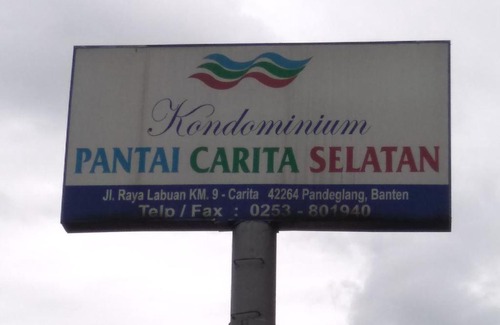 Kondominium
PANTAI CARITA SELATAN
Jl. Raya Labuan KM. 9 - Carita 42264 Pandeglang, Banten
Telp / Fax : 0253 - 801940